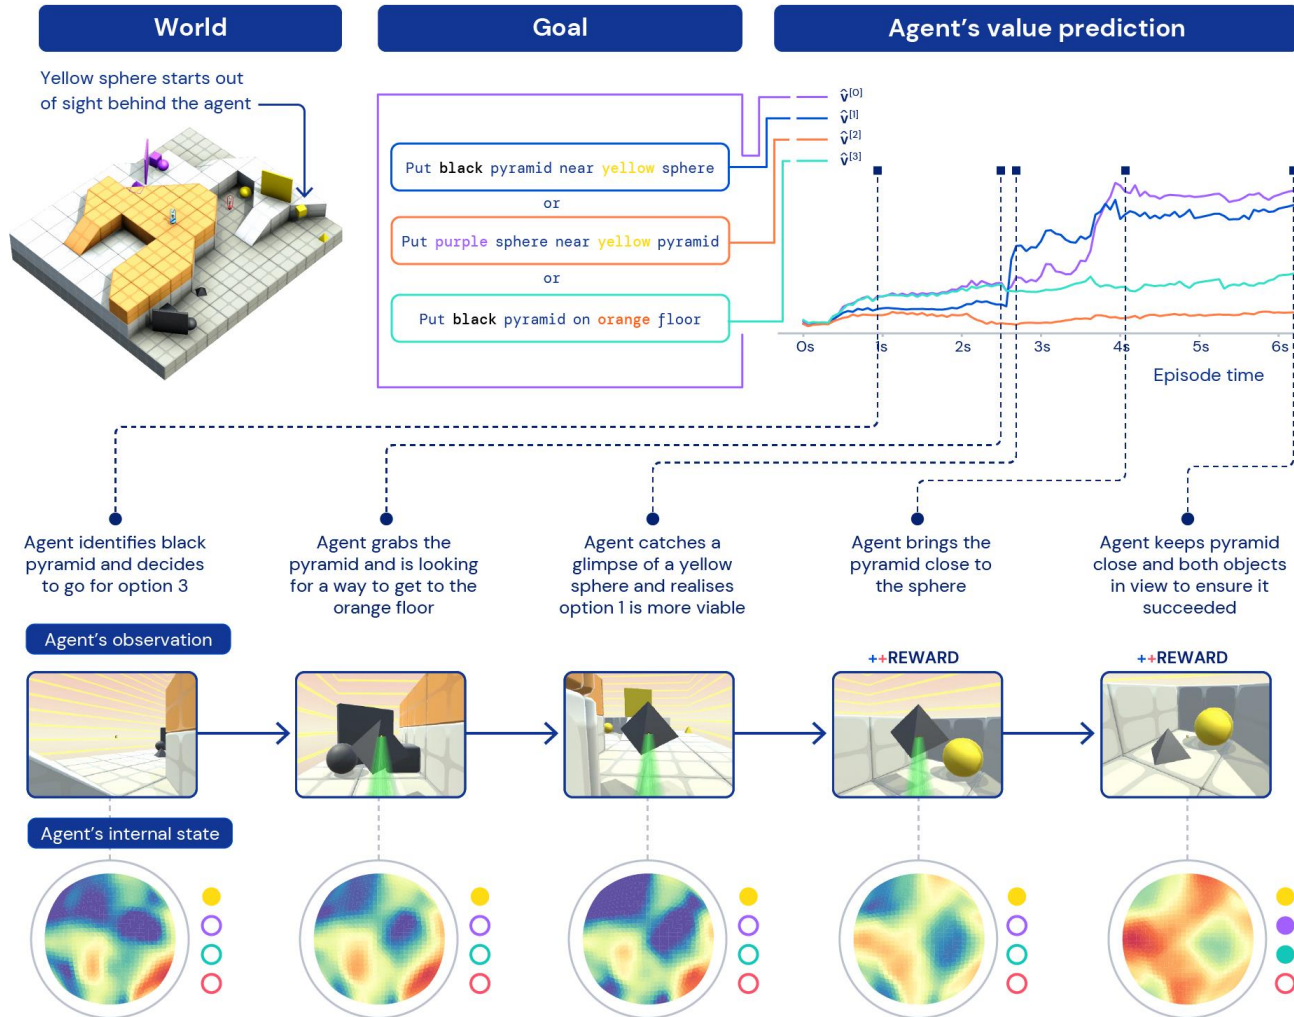 World
Goal
Agent's value prediction
Yellow sphere starts out
of sight behind the agent
v̂[0]
v̂[1]
v̂[2]
v̂[3]
Put black pyramid near yellow sphere
or
Put purple sphere near yellow pyramid
or
Put black pyramid on orange floor
0s
1s
2s
3s
4s
5s
6s
Episode time
Agent identifies black
pyramid and decides
to go for option 3
Agent grabs the
pyramid and is looking
for a way to get to the
orange floor
Agent catches a
glimpse of a yellow
sphere and realises
option 1 is more viable
Agent brings the
pyramid close to
the sphere
Agent keeps pyramid
close and both objects
in view to ensure it
succeeded
Agent's observation
++REWARD
++REWARD
Agent's internal state